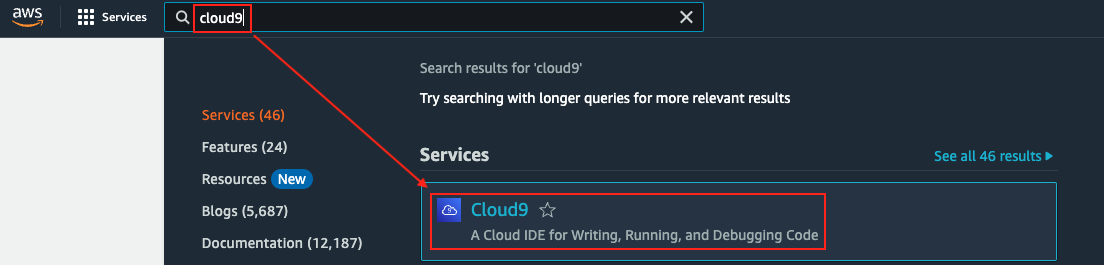 aws
Services
cloud9
Search results for 'cloud9'
Try searching with longer queries for more relevant results
Services (46)
Features (24)
Resources New
Blogs (5,687)
Documentation (12,187)
Services
See all 46 results
Cloud9
A Cloud IDE for Writing, Running, and Debugging Code